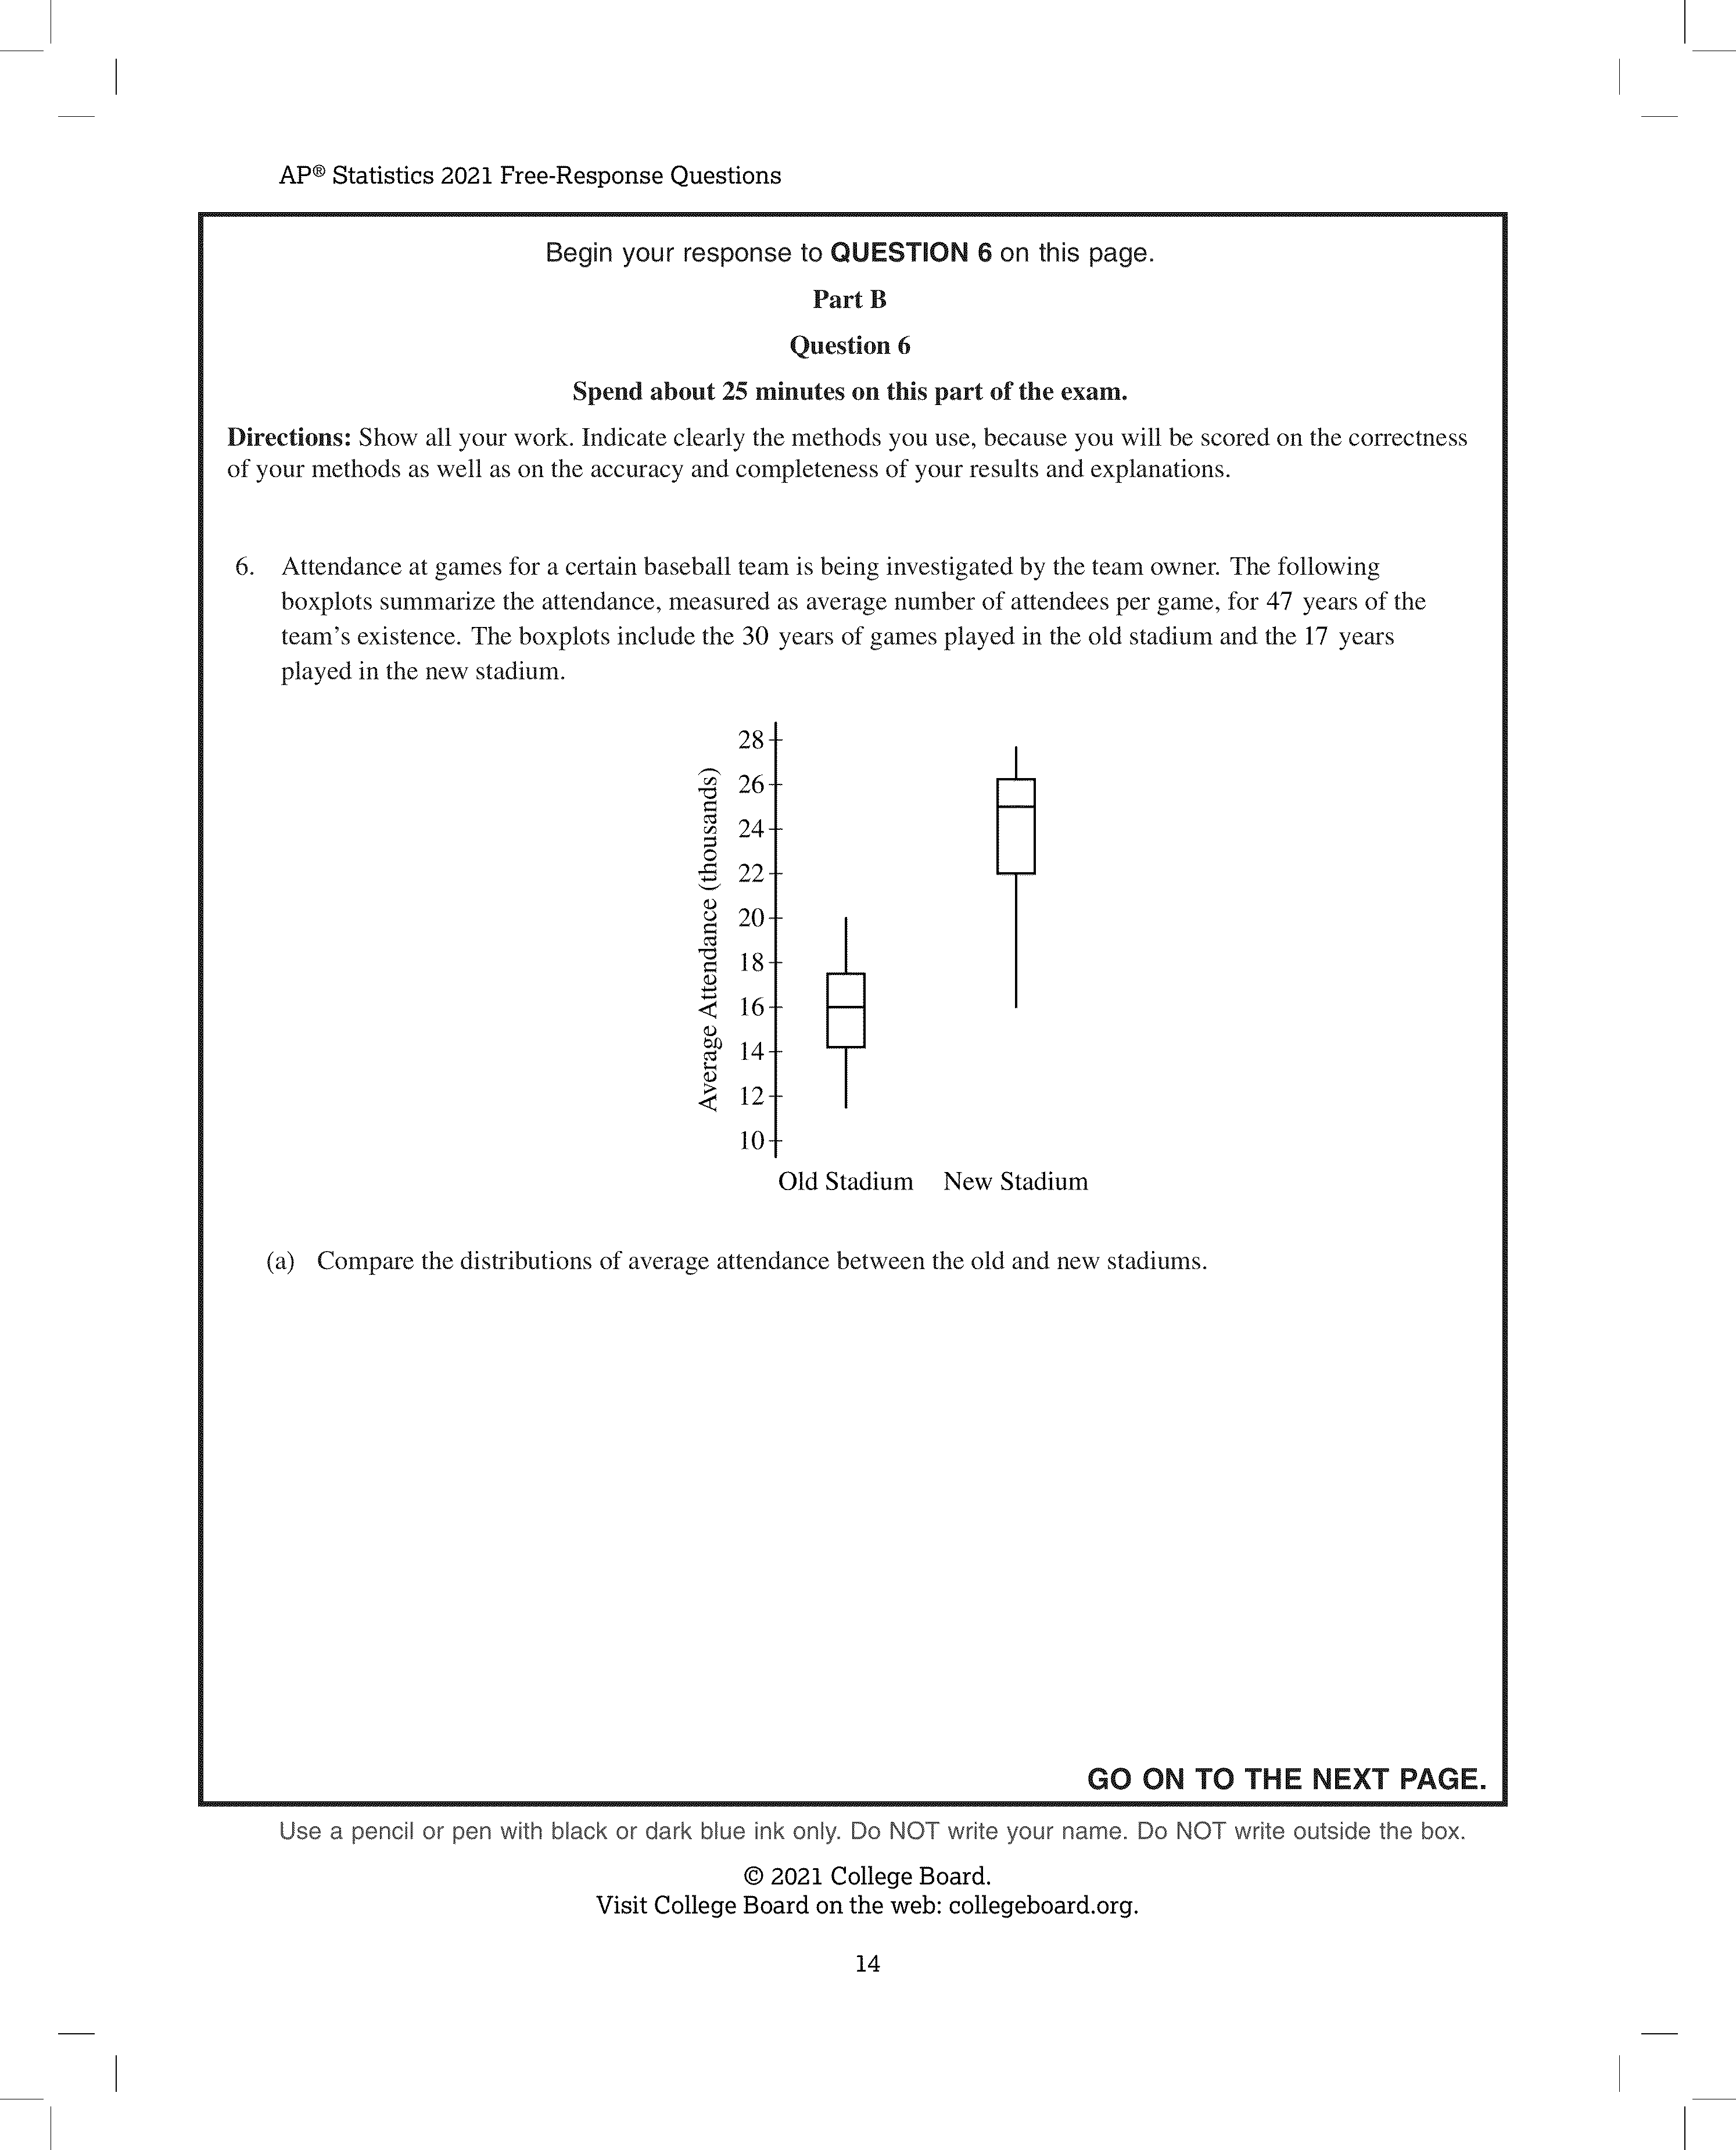 AP® Statistics 2021 Free-Response Questions
Begin your response to QUESTION 6 on this page.
Part B
Question 6
Spend about 25 minutes on this part of the exam.
Directions: Show all your work. Indicate clearly the methods you use, because you will be scored on the correctness
of your methods as well as on the accuracy and completeness of your results and explanations.
6. Attendance at games for a certain baseball team is being investigated by the team owner. The following
boxplots summarize the attendance, measured as average number of attendees per game, for 47 years of the
team's existence. The boxplots include the 30 years of games played in the old stadium and the 17 years
played in the new stadium.
Average Attendance (thousands)
28
26
24
22
20
18
16
14
12
10
Old Stadium New Stadium
(a) Compare the distributions of average attendance between the old and new stadiums.
GO ON TO THE NEXT PAGE.
Use a pencil or pen with black or dark blue ink only. Do NOT write your name. Do NOT write outside the box.
© 2021 College Board.
Visit College Board on the web: collegeboard.org.
14